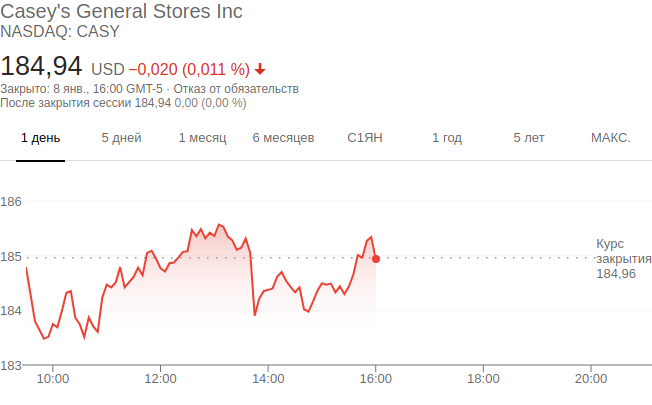 Casey's General Stores Inc
NASDAQ: CASY
184,94 USD −0,020 (0,011 %)
Закрыто: 8 янв., 16:00 GMT-5 · Отказ от обязательств
После закрытия сессии 184,94 0,00 (0,00 %)
1 день 5 дней 1 месяц 6 месяцев С1ЯН 1 год 5 лет МАКС.
186
185
184
183
Курс
закрытия
184,96
10:00 12:00 14:00 16:00 18:00 20:00